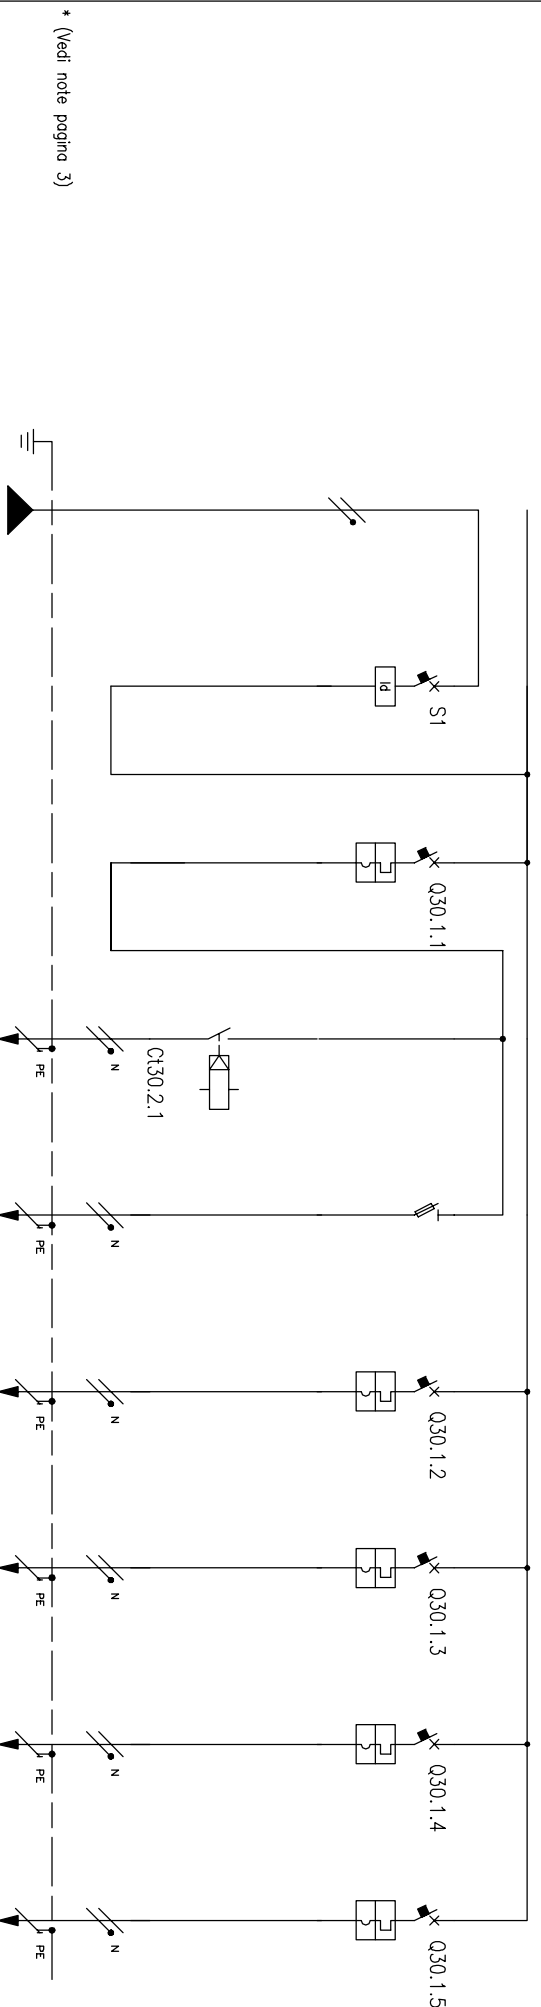 * (Vedi note pagina 3)
Id
S1
Q30.1.1
Ct30.2.1
N
PE
N
PE
Q30.1.2
N
PE
Q30.1.3
N
PE
Q30.1.4
N
PE
Q30.1.5
N
PE